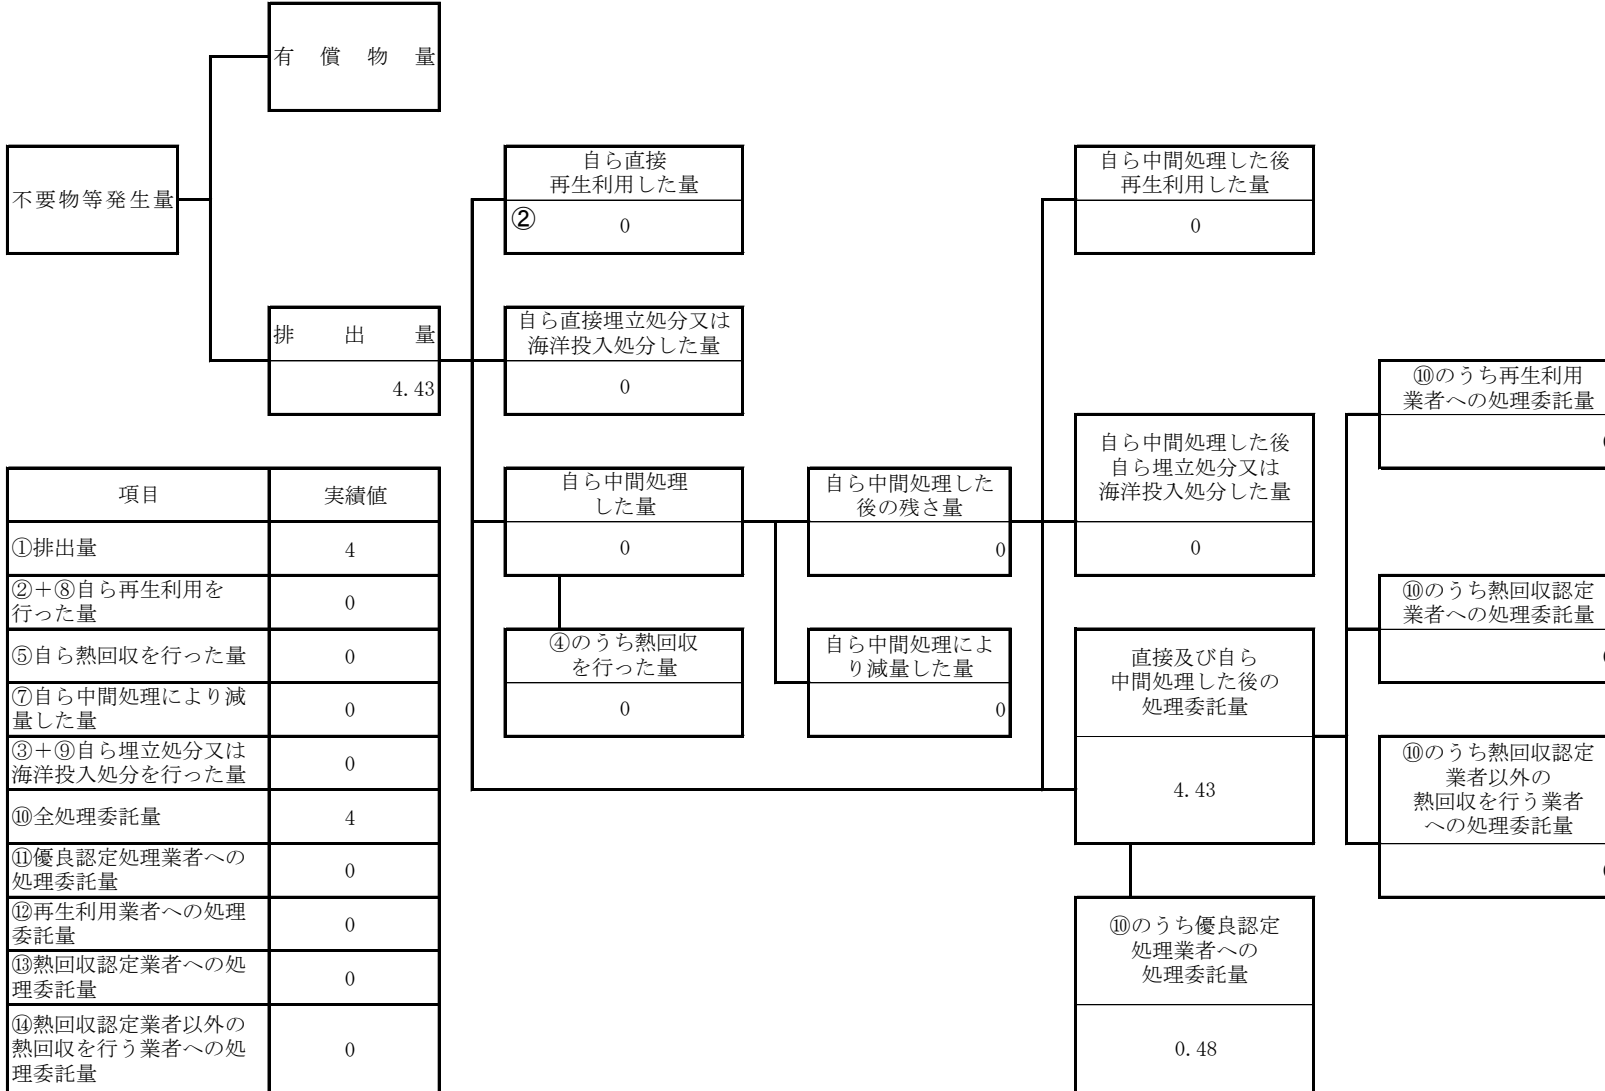 有償物量
不要物等発生量
排出量
4.43
自ら直接
再生利用した量
②
0
自ら直接埋立処分又は
海洋投入処分した量
0
自ら中間処理
した量
0
④のうち熱回収
を行った量
0
自ら中間処理した
後の残さ量
0
自ら中間処理によ
り減量した量
0
自ら中間処理した後
再生利用した量
0
自ら中間処理した後
自ら埋立処分又は
海洋投入処分した量
0
直接及び自ら
中間処理した後の
処理委託量
4.43
⑩のうち優良認定
処理業者への
処理委託量
0.48
⑩のうち再生利用
業者への処理委託量
⑩のうち熱回収認定
業者への処理委託量
⑩のうち熱回収認定
業者以外の
熱回収を行う業者
への処理委託量
項目 実績値
①排出量 4
②+⑧自ら再生利用を
行った量 0
⑤自ら熱回収を行った量 0
⑦自ら中間処理により減
量した量 0
③+⑨自ら埋立処分又は
海洋投入処分を行った量 0
⑩全処理委託量 4
⑪優良認定処理業者への
処理委託量 0
⑫再生利用業者への処理
委託量 0
⑬熱回収認定業者への処
理委託量 0
⑭熱回収認定業者以外の
熱回収を行う業者への処 0
理委託量